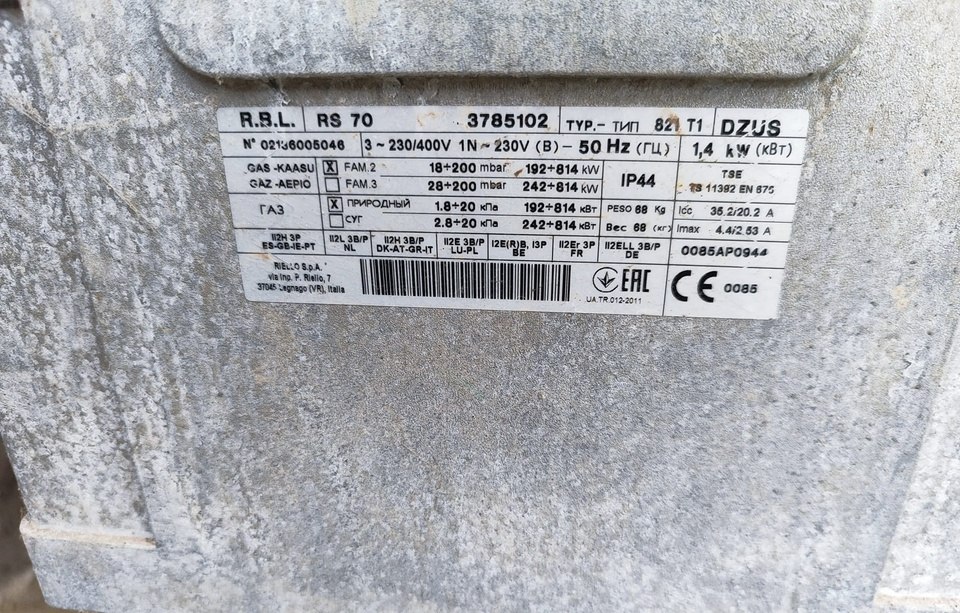 R.B.L. RS 70 3785102 TYP.- ТИП 821 T1 DZUS
N° 02136005046 3 ~ 230/400V 1N ~ 230V (В) - 50 Hz (ГЦ) 1,4 kW (кВт)
GAS -KAASU X FAM.2 18÷200 mbar 192÷814 kW IP44 TSE
GAZ -ΑΕΡΙΟ FAM.3 28÷200 mbar 242÷814 kW TS 11392 EN 676
ГАЗ X ПРИРОДНЫЙ 1.8÷20 кПа 192÷814 кВт PESO 68 Kg Icc 35.2/20.2 A
СУГ 2.8÷20 кПа 242÷814 кВт Вес 68 (кг) Imax 4.4/2.53 A
II2H 3P II2L 3B/P II2H 3B/P II2E 3B/P II2E(R)B, I3P II2Er 3P II2ELL 3B/P 0085AP0944
ES-GB-IE-PT NL DK-AT-GR-IT LU-PL BE FR DE
RIELLO S.p.A.
via Ing. P. Riello, 7
37045 Legnago (VR), Italia
EAC
UA.TR.012-2011
CE 0085